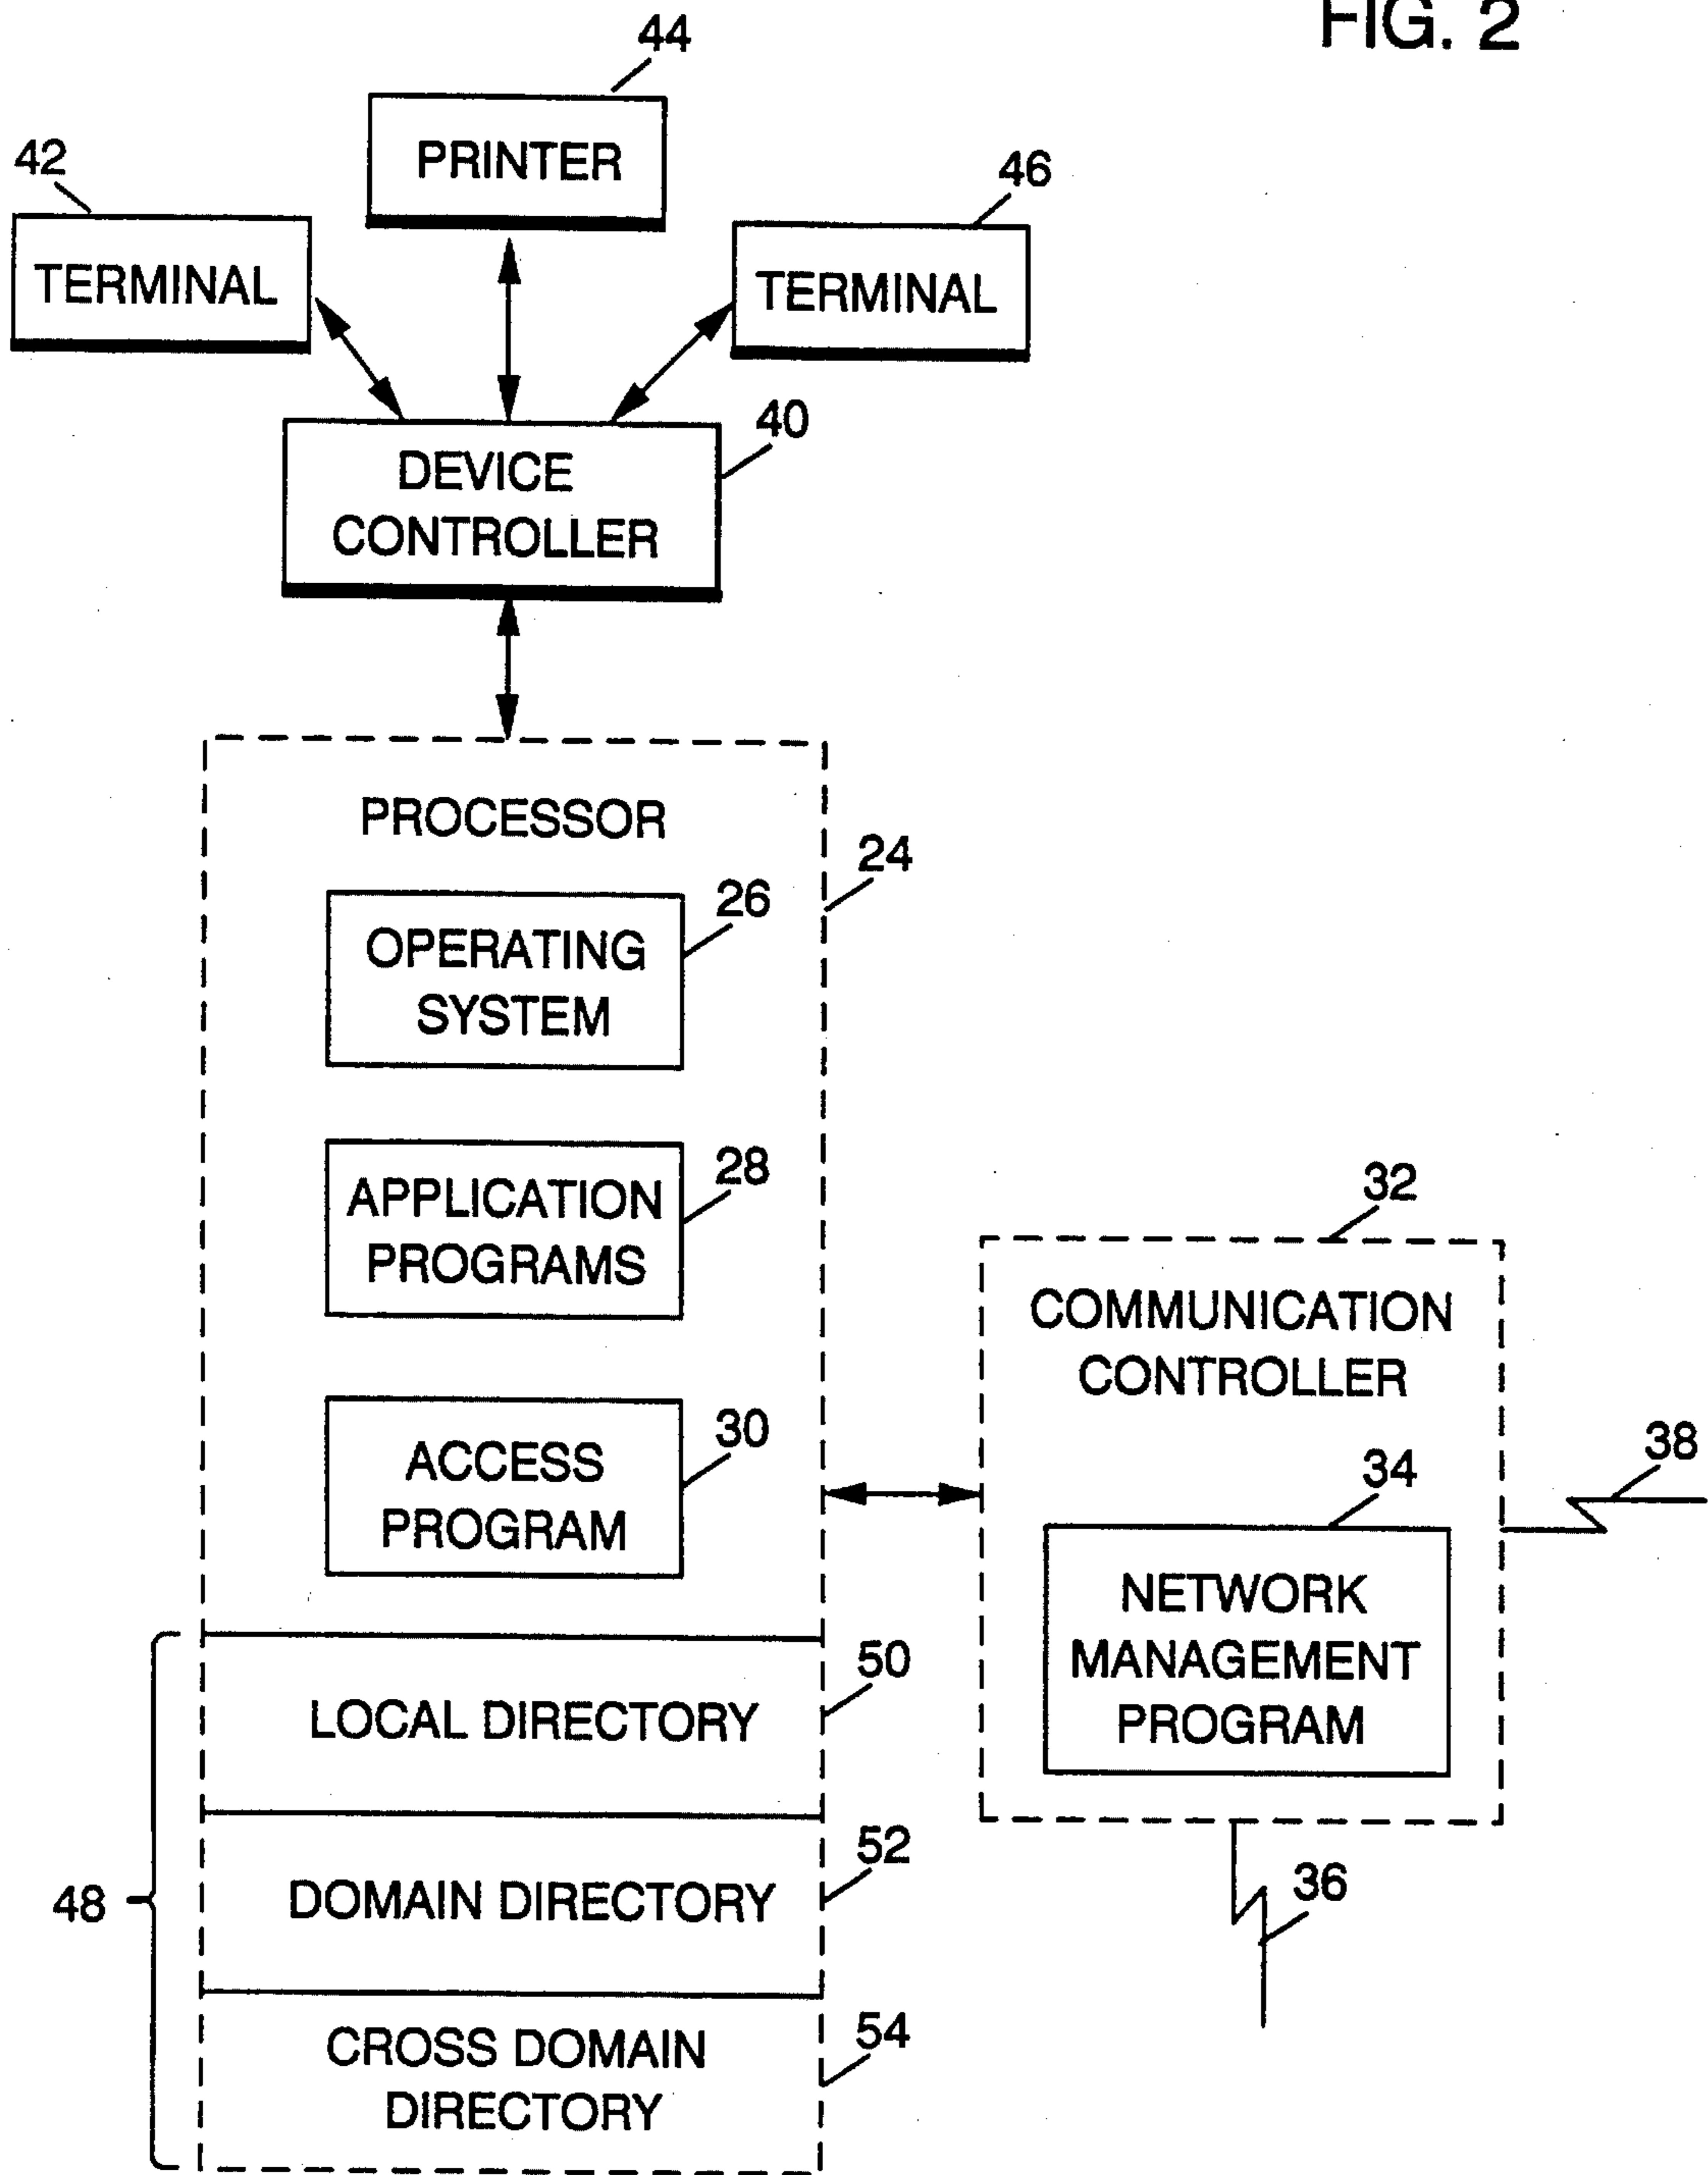 FIG. 2
44
PRINTER
42
TERMINAL
46
TERMINAL
40
DEVICE
CONTROLLER
PROCESSOR
24
26
OPERATING
SYSTEM
28
APPLICATION
PROGRAMS
30
ACCESS
PROGRAM
32
COMMUNICATION
CONTROLLER
34
NETWORK
MANAGEMENT
PROGRAM
38
36
48
50
LOCAL DIRECTORY
52
DOMAIN DIRECTORY
54
CROSS DOMAIN
DIRECTORY